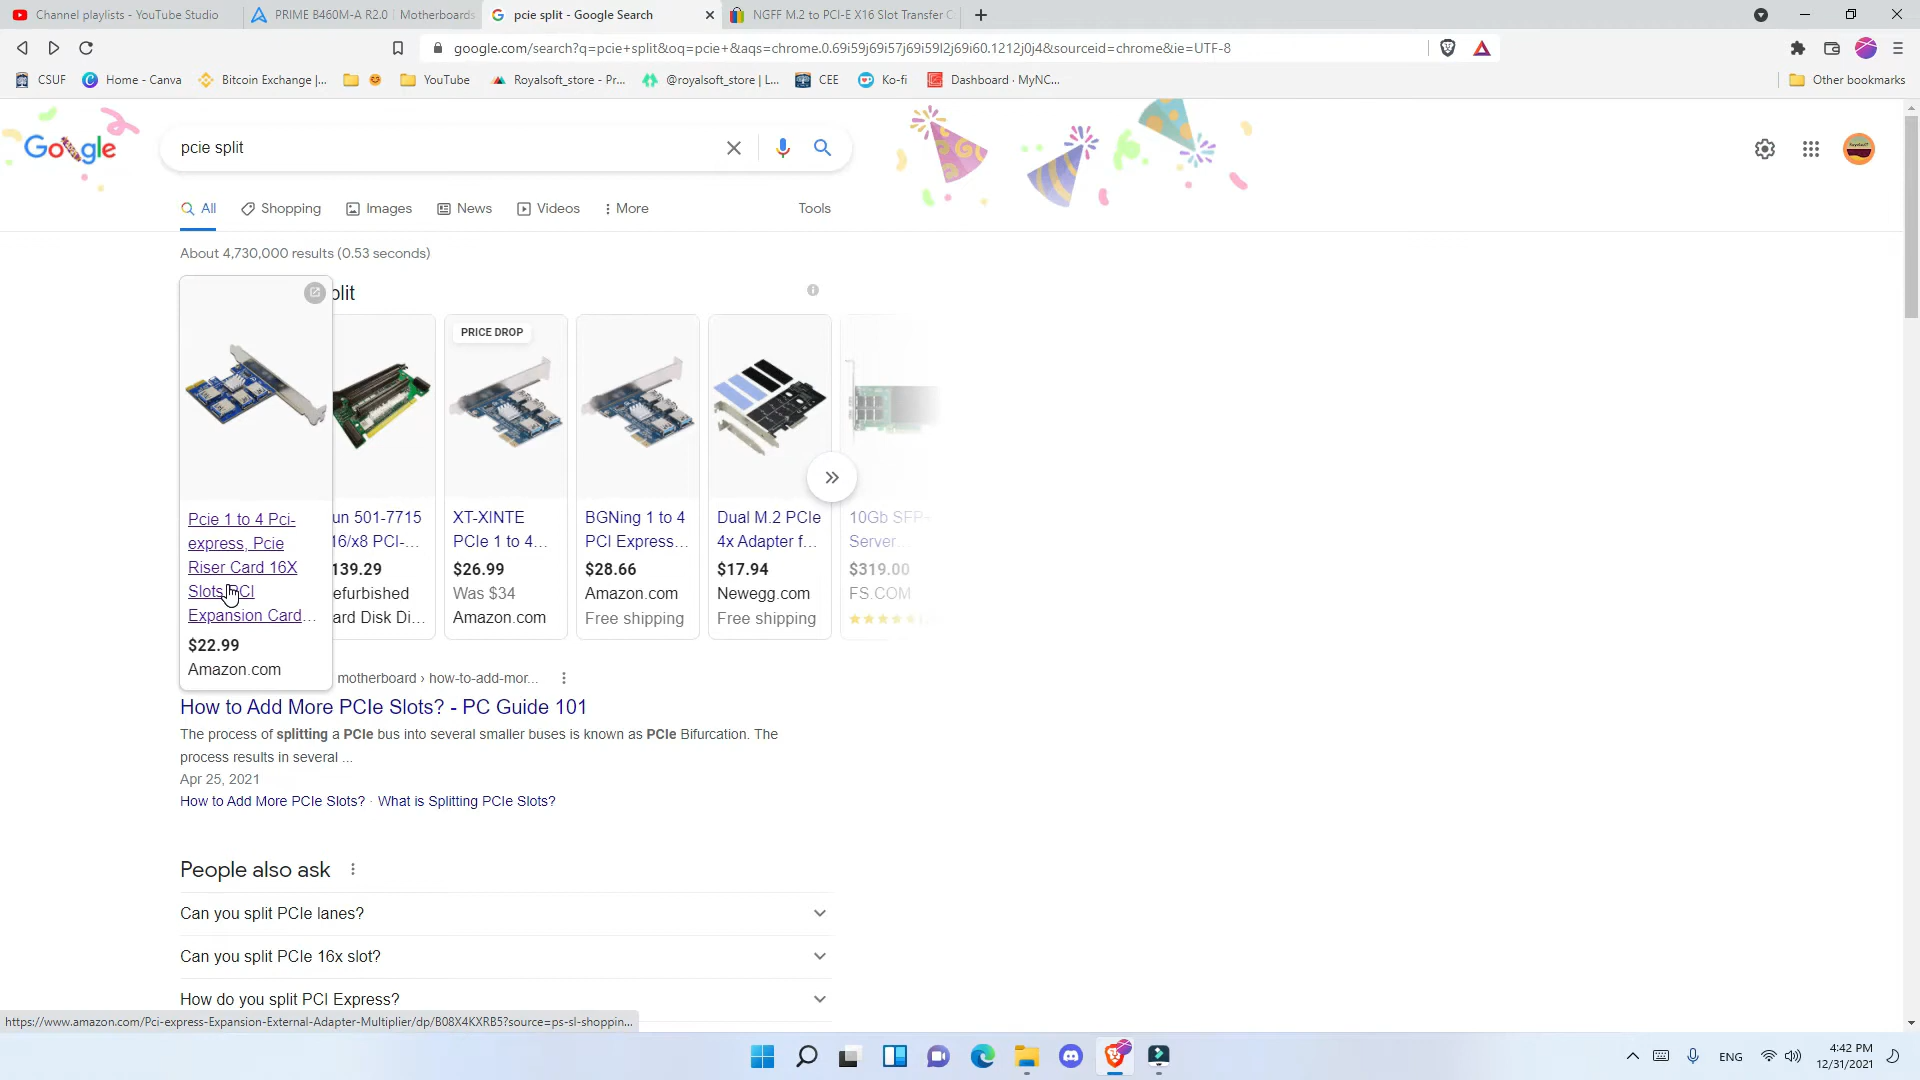 Channel playlists - YouTube Studio
PRIME B460M-A R2.0 | Motherboards
pcie split - Google Search
NGFF M.2 to PCI-E X16 Slot Transfer C
google.com/search?q=pcie+split&oq=pcie+&aqs=chrome.0.69i59j69i57j69i59l2j69i60.1212j0j4&sourceid=chrome&ie=UTF-8
CSUF
Home - Canva
Bitcoin Exchange |...
YouTube
Royalsoft_store - Pr...
@royalsoft_store | L...
CEE
Ko-fi
Dashboard · MyNC...
Other bookmarks
Google
pcie split
All
Shopping
Images
News
Videos
More
Tools
About 4,730,000 results (0.53 seconds)
split
Pcie 1 to 4 Pci-
express, Pcie
Riser Card 16X
Slots PCI
Expansion Card...
$22.99
Amazon.com
un 501-7715
16/x8 PCI-...
139.29
efurbished
ard Disk Di...
PRICE DROP
XT-XINTE
PCIe 1 to 4...
$26.99
Was $34
Amazon.com
BGNing 1 to 4
PCI Express...
$28.66
Amazon.com
Free shipping
Dual M.2 PCIe
4x Adapter f...
$17.94
Newegg.com
Free shipping
10Gb SFP+
Server...
$319.00
FS.COM
motherboard › how-to-add-mor...
How to Add More PCIe Slots? - PC Guide 101
The process of splitting a PCIe bus into several smaller buses is known as PCIe Bifurcation. The
process results in several ...
Apr 25, 2021
How to Add More PCIe Slots? · What is Splitting PCIe Slots?
People also ask
Can you split PCIe lanes?
Can you split PCIe 16x slot?
How do you split PCI Express?
https://www.amazon.com/Pci-express-Expansion-External-Adapter-Multiplier/dp/B08X4KXRB5?source=ps-sl-shoppin...
ENG
4:42 PM
12/31/2021